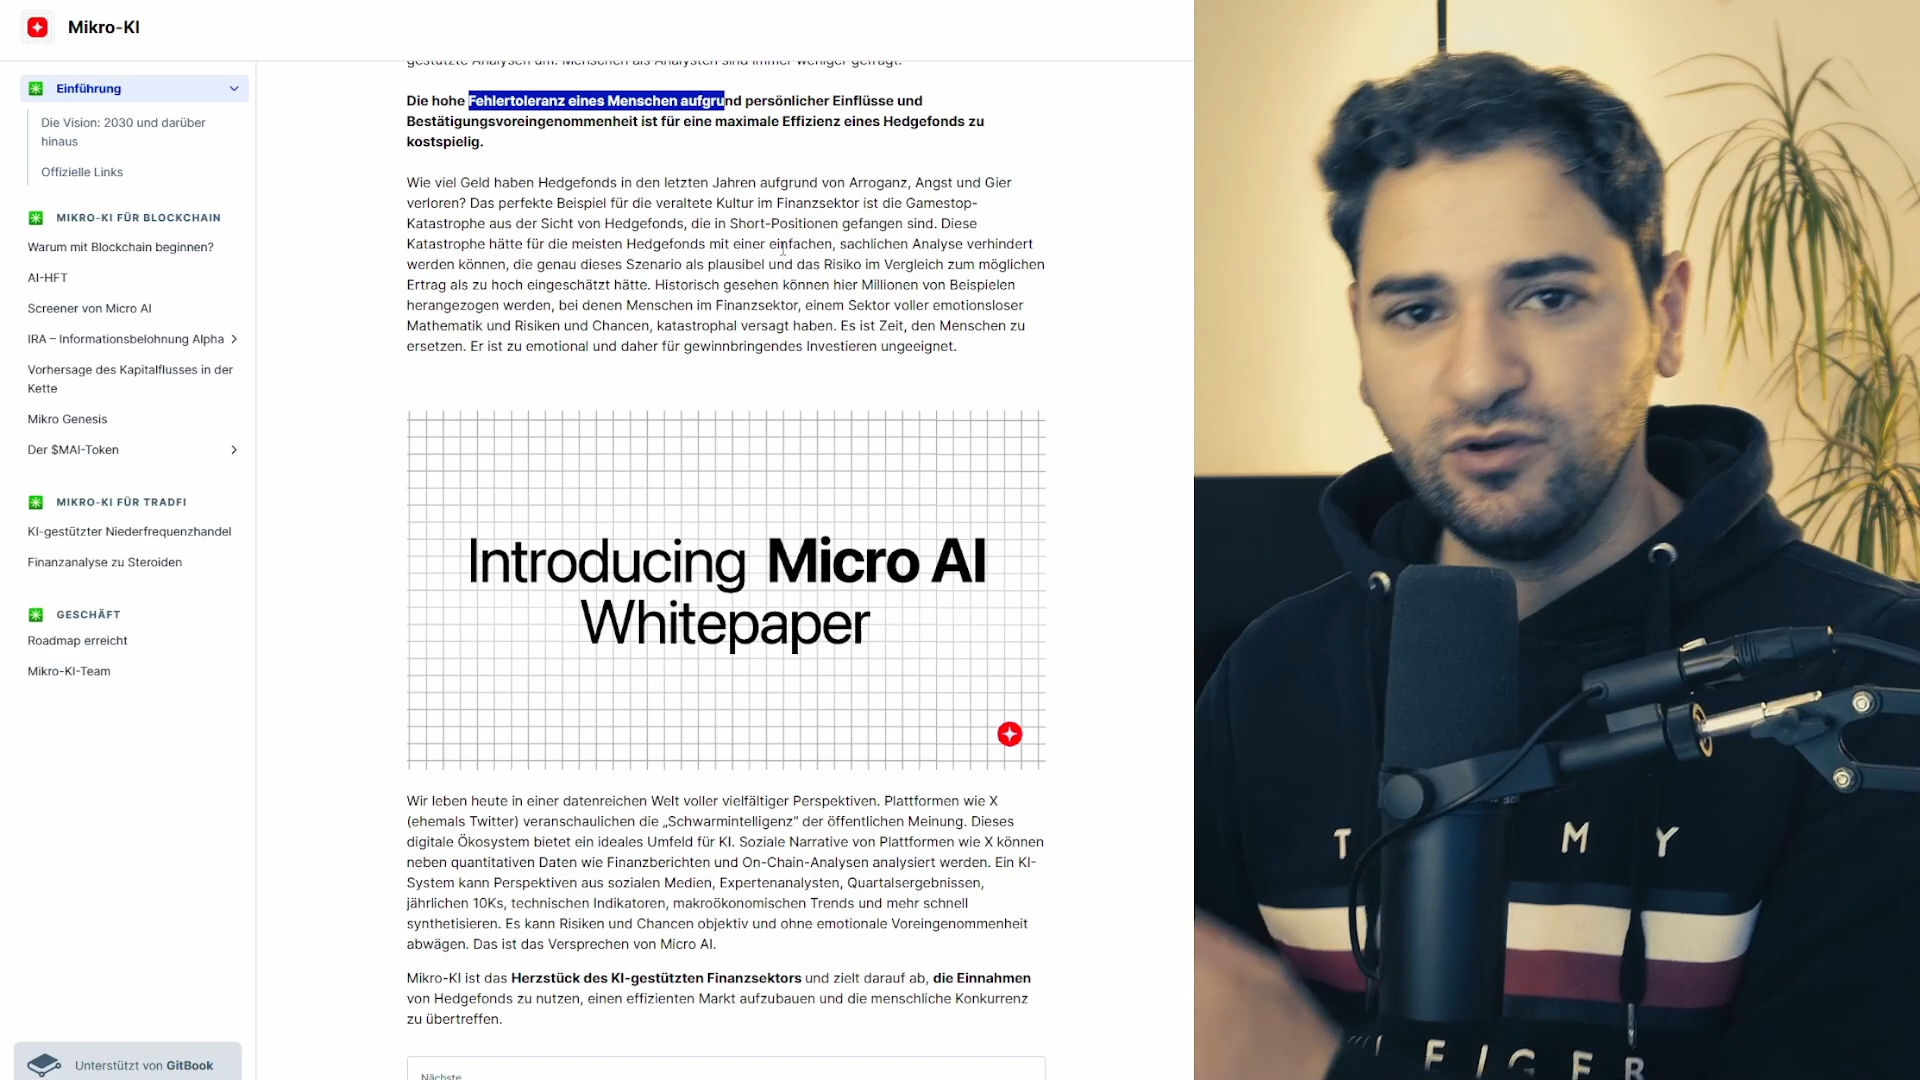 Mikro-KI
Einführung
Die Vision: 2030 und darüber
hinaus
Offizielle Links
MIKRO-KI FÜR BLOCKCHAIN
Warum mit Blockchain beginnen?
AI-HFT
Screener von Micro AI
IRA – Informationsbelohnung Alpha
Vorhersage des Kapitalflusses in der
Kette
Mikro Genesis
Der $MAI-Token
MIKRO-KI FÜR TRADFI
KI-gestützter Niederfrequenzhandel
Finanzanalyse zu Steroiden
GESCHÄFT
Roadmap erreicht
Mikro-KI-Team
Unterstützt von GitBook
gestützte Analysen um. Menschen als Analysten sind immer weniger gefragt.
Die hohe Fehlertoleranz eines Menschen aufgrund persönlicher Einflüsse und
Bestätigungsvoreingenommenheit ist für eine maximale Effizienz eines Hedgefonds zu
kostspielig.
Wie viel Geld haben Hedgefonds in den letzten Jahren aufgrund von Arroganz, Angst und Gier
verloren? Das perfekte Beispiel für die veraltete Kultur im Finanzsektor ist die Gamestop-
Katastrophe aus der Sicht von Hedgefonds, die in Short-Positionen gefangen sind. Diese
Katastrophe hätte für die meisten Hedgefonds mit einer einfachen, sachlichen Analyse verhindert
werden können, die genau dieses Szenario als plausibel und das Risiko im Vergleich zum möglichen
Ertrag als zu hoch eingeschätzt hätte. Historisch gesehen können hier Millionen von Beispielen
herangezogen werden, bei denen Menschen im Finanzsektor, einem Sektor voller emotionsloser
Mathematik und Risiken und Chancen, katastrophal versagt haben. Es ist Zeit, den Menschen zu
ersetzen. Er ist zu emotional und daher für gewinnbringendes Investieren ungeeignet.
Introducing Micro AI
Whitepaper
Wir leben heute in einer datenreichen Welt voller vielfältiger Perspektiven. Plattformen wie X
(ehemals Twitter) veranschaulichen die „Schwarmintelligenz“ der öffentlichen Meinung. Dieses
digitale Ökosystem bietet ein ideales Umfeld für KI. Soziale Narrative von Plattformen wie X können
neben quantitativen Daten wie Finanzberichten und On-Chain-Analysen analysiert werden. Ein KI-
System kann Perspektiven aus sozialen Medien, Expertenanalysten, Quartalsergebnissen,
jährlichen 10Ks, technischen Indikatoren, makroökonomischen Trends und mehr schnell
synthetisieren. Es kann Risiken und Chancen objektiv und ohne emotionale Voreingenommenheit
abwägen. Das ist das Versprechen von Micro AI.
Mikro-KI ist das Herzstück des KI-gestützten Finanzsektors und zielt darauf ab, die Einnahmen
von Hedgefonds zu nutzen, einen effizienten Markt aufzubauen und die menschliche Konkurrenz
zu übertreffen.
Nächste
T M Y
LFIGER